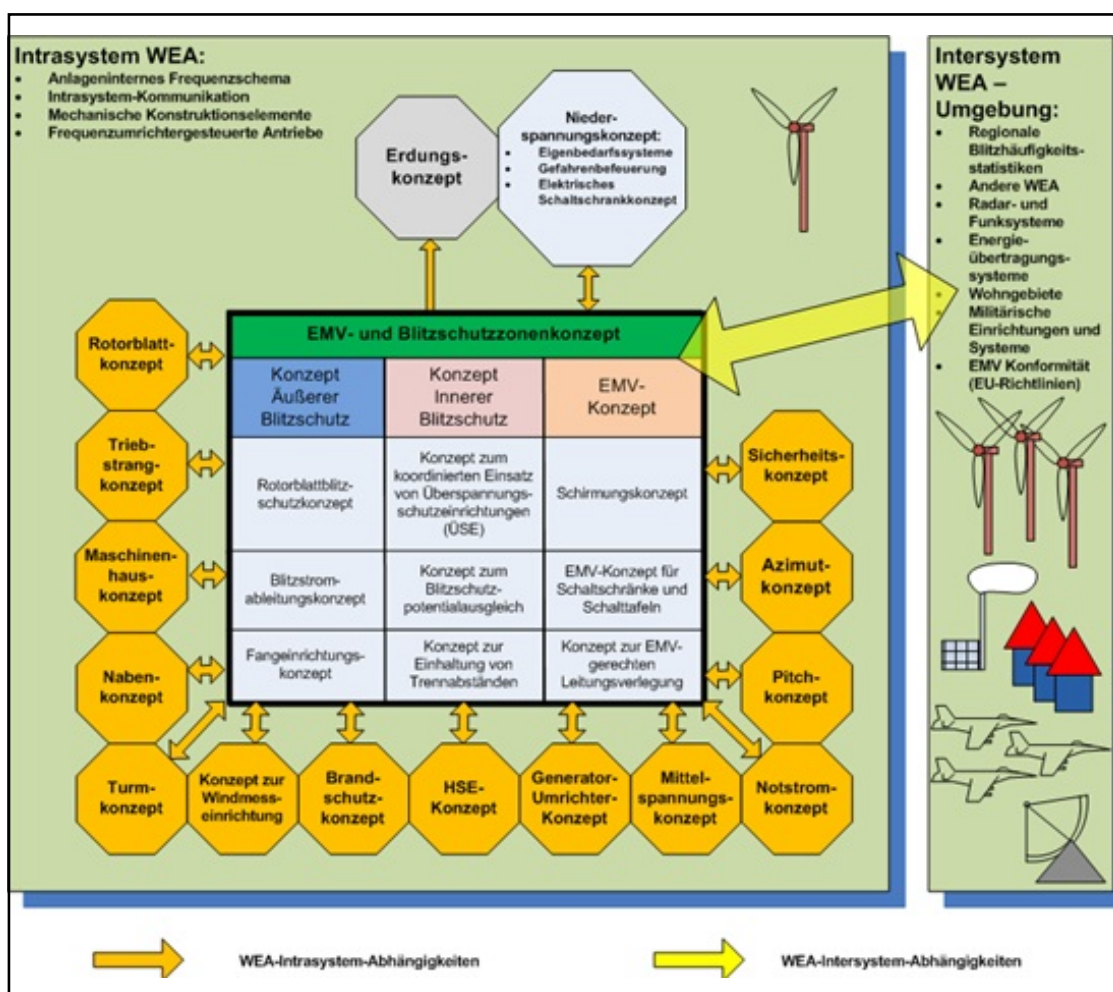 Intrasystem WEA:
• Anlageninternes Frequenzschema
• Intrasystem-Kommunikation
• Mechanische Konstruktionselemente
• Frequenzumrichtergesteuerte Antriebe
Erdungs-
konzept
Nieder-
spannungskonzept:
• Eigenbedarfssysteme
• Gefahrenbefeuerung
• Elektrisches
Schaltschrankkonzept
Intersystem
WEA –
Umgebung:
• Regionale
Blitzhäufigkeits-
statistiken
• Andere WEA
• Radar- und
Funksysteme
• Energie-
übertragungs-
systeme
• Wohngebiete
• Militärische
Einrichtungen und
Systeme
• EMV Konformität
(EU-Richtlinien)
EMV- und Blitzschutzzonenkonzept
Konzept
Äußerer
Blitzschutz
Konzept
Innerer
Blitzschutz
EMV-
Konzept
Rotorblattblitz-
schutzkonzept
Konzept zum
koordinierten Einsatz
von Überspannungs-
schutzeinrichtungen
(ÜSE)
Schirmungskonzept
Blitzstrom-
ableitungskonzept
Konzept zum
Blitzschutz-
potentialausgleich
EMV-Konzept für
Schaltschränke und
Schalttafeln
Fangeinrichtungs-
konzept
Konzept zur
Einhaltung von
Trennabständen
Konzept zur EMV-
gerechten
Leitungsverlegung
Rotorblatt-
konzept
Trieb-
strang-
konzept
Maschinen-
haus-
konzept
Naben-
konzept
Turm-
konzept
Konzept zur
Windmess-
einrichtung
Brand-
schutz-
konzept
HSE-
Konzept
Generator-
Umrichter-
Konzept
Mittel-
spannungs-
konzept
Notstrom-
konzept
Sicherheits-
konzept
Azimut-
konzept
Pitch-
konzept
WEA-Intrasystem-Abhängigkeiten
WEA-Intersystem-Abhängigkeiten